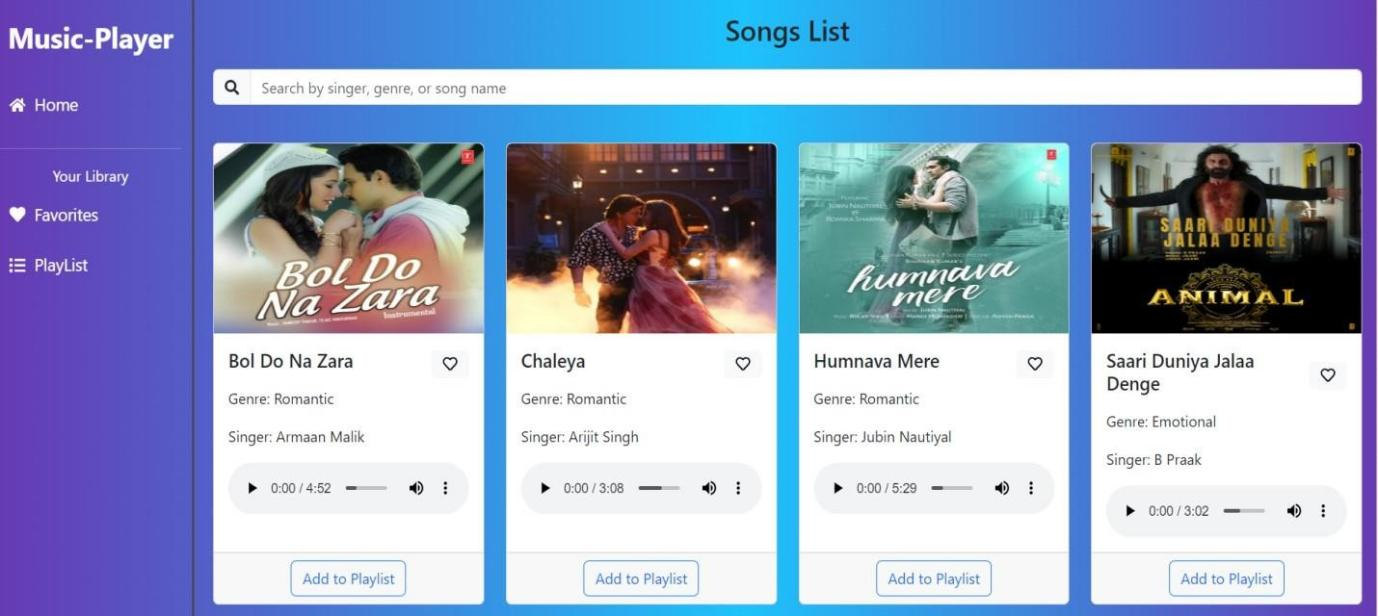 Music-Player
Home
Your Library
Favorites
PlayList
Songs List
Search by singer, genre, or song name
Bol Do
Na Zara
Instrumental
Bol Do Na Zara
Genre: Romantic
Singer: Armaan Malik
0:00 / 4:52
Add to Playlist
Chaleya
Genre: Romantic
Singer: Arijit Singh
0:00 / 3:08
Add to Playlist
T
FEATURING
JUBIN NAUTIYAL
humnava
mere
Humnava Mere
Genre: Romantic
Singer: Jubin Nautiyal
0:00 / 5:29
Add to Playlist
SAARI DUNIYA
JALAA DENGE
ANIMAL
Saari Duniya Jalaa
Denge
Genre: Emotional
Singer: B Praak
0:00 / 3:02
Add to Playlist